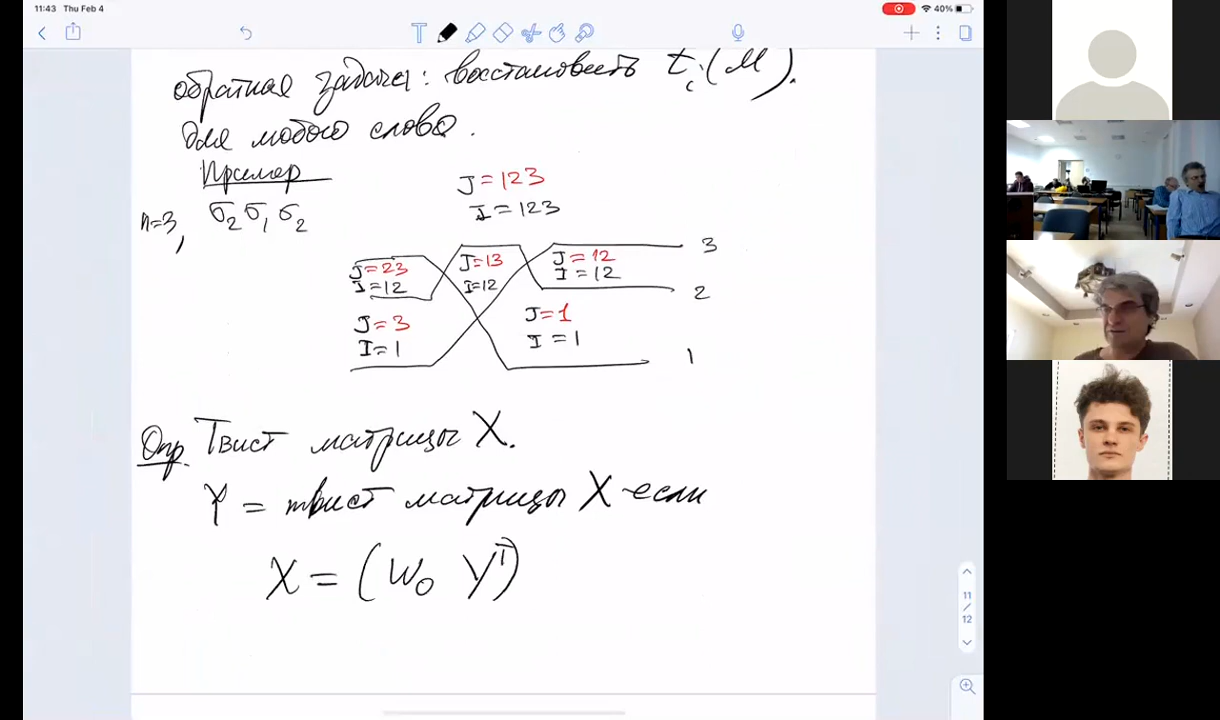 11:43 Thu Feb 4
40%
обратная задача: восстановить tᵢ(M).
для любого слова.
Пример
n=3, σ₂ σ₁ σ₂
J=123
I=123
J=23 J=13 J=12 3
I=12 I=12 I=12
2
J=3 J=1
I=1 I=1
1
Опр. Твист матрицы X.
Y = твист матрицы X если
X = (W₀ Yᵀ)
11
/
12